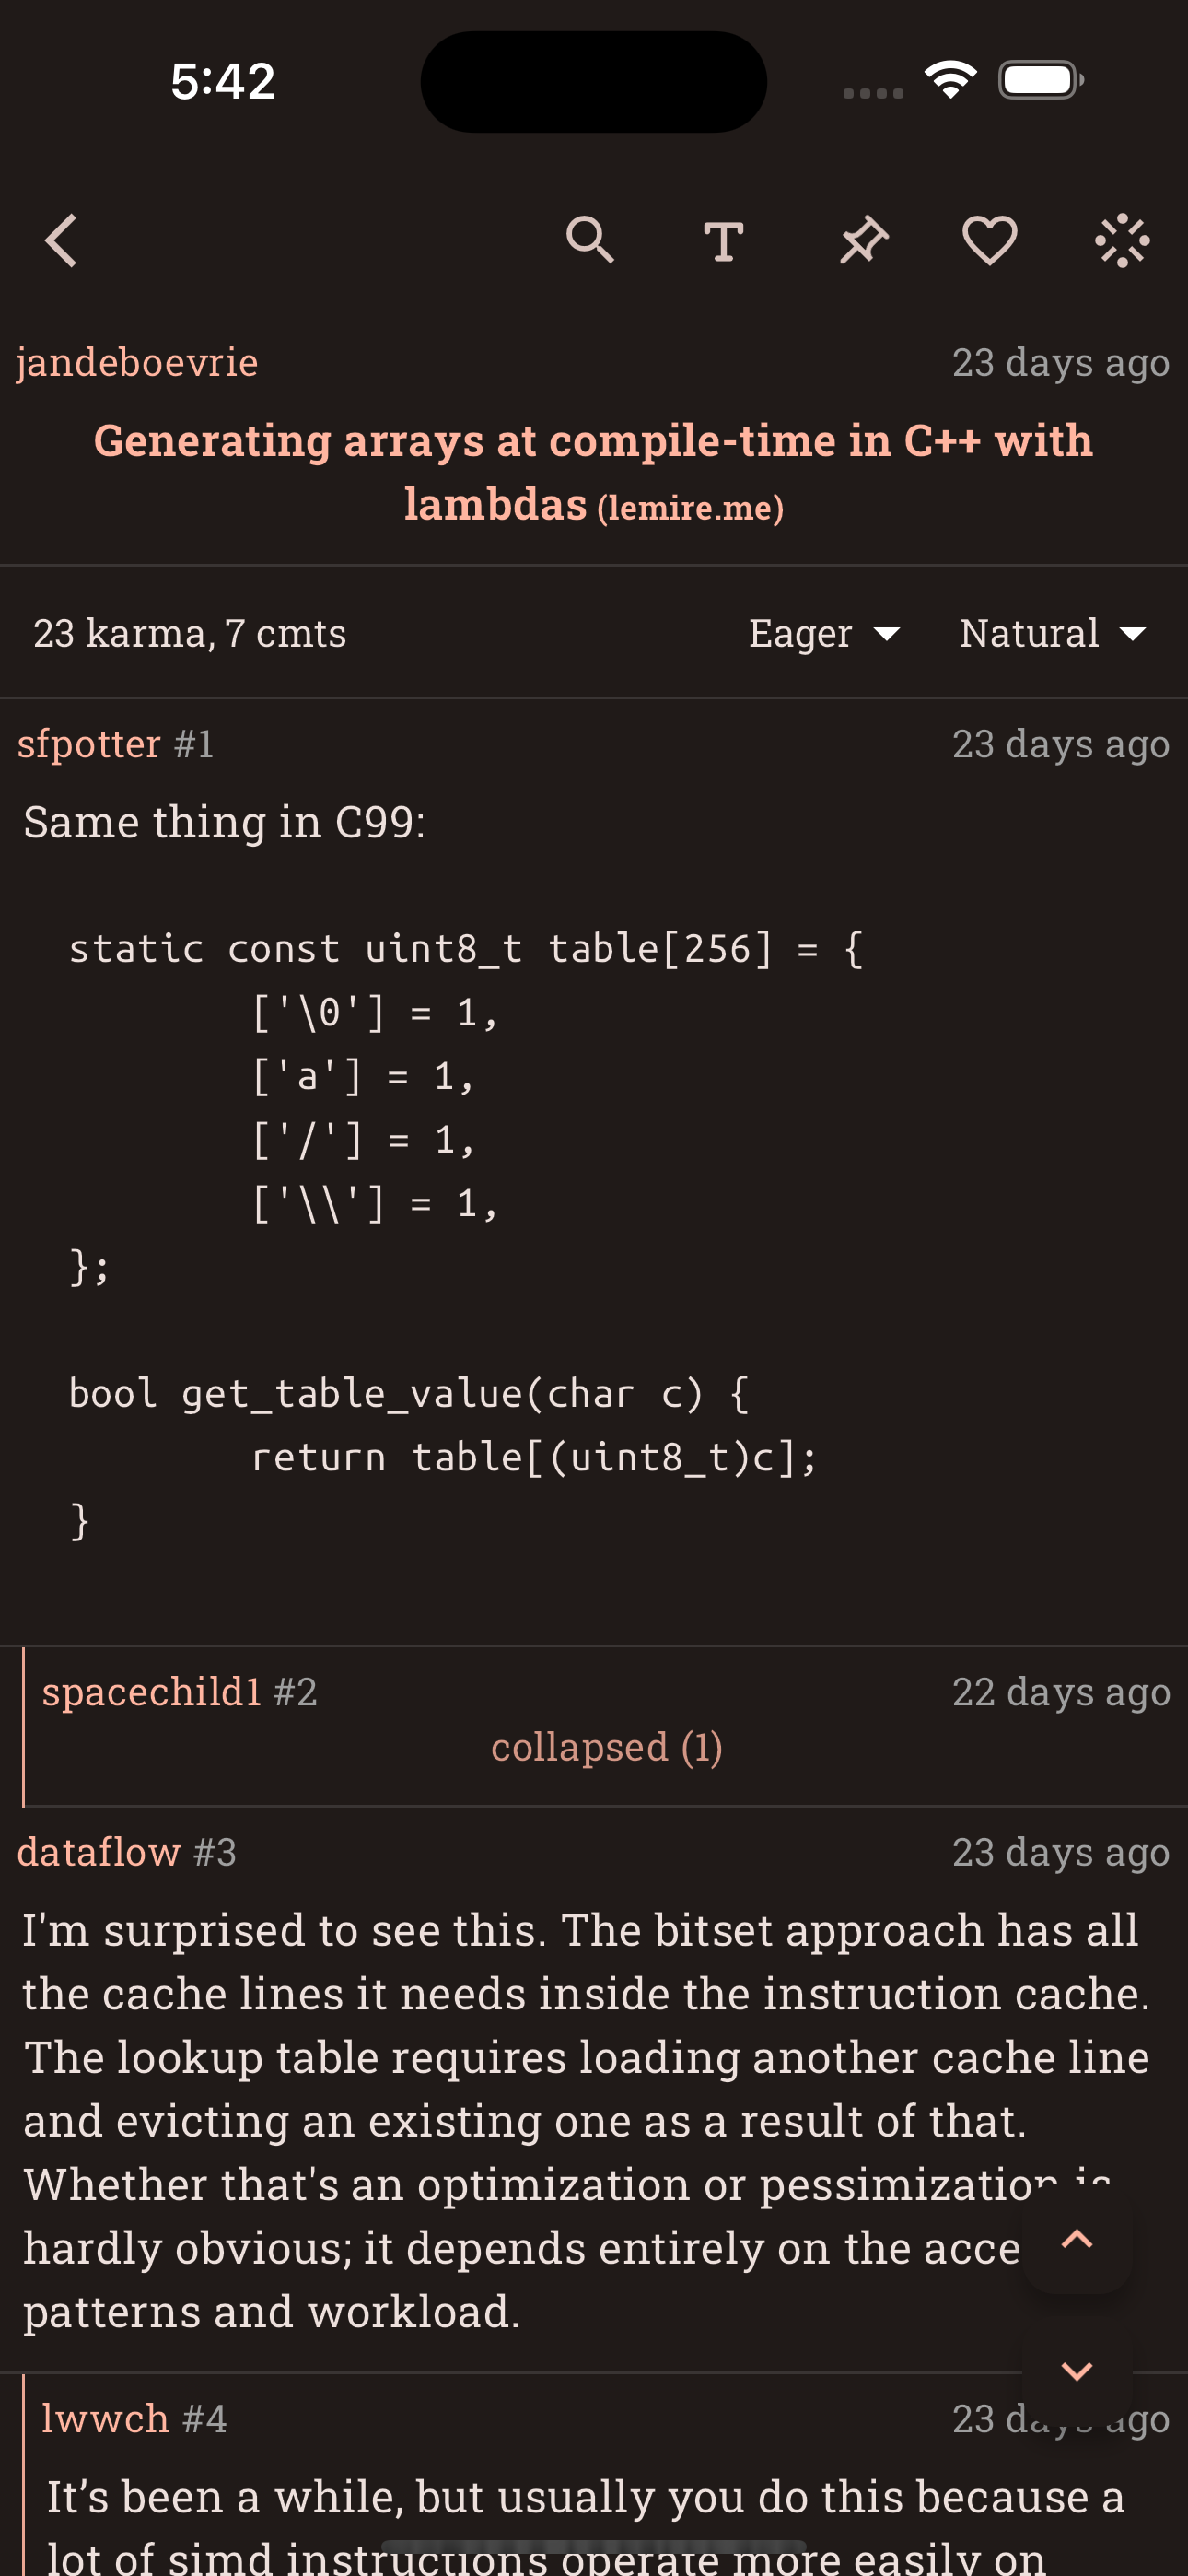 5:42
jandeboevrie 23 days ago
Generating arrays at compile-time in C++ with
lambdas (lemire.me)
23 karma, 7 cmts Eager Natural
sfpotter #1 23 days ago
Same thing in C99:
static const uint8_t table[256] = {
        ['\0'] = 1,
        ['a'] = 1,
        ['/'] = 1,
        ['\\'] = 1,
};
bool get_table_value(char c) {
        return table[(uint8_t)c];
}
spacechild1 #2 22 days ago
collapsed (1)
dataflow #3 23 days ago
I'm surprised to see this. The bitset approach has all
the cache lines it needs inside the instruction cache.
The lookup table requires loading another cache line
and evicting an existing one as a result of that.
Whether that's an optimization or pessimization is
hardly obvious; it depends entirely on the acce
patterns and workload.
lwwch #4 23 days ago
It’s been a while, but usually you do this because a
lot of simd instructions operate more easily on